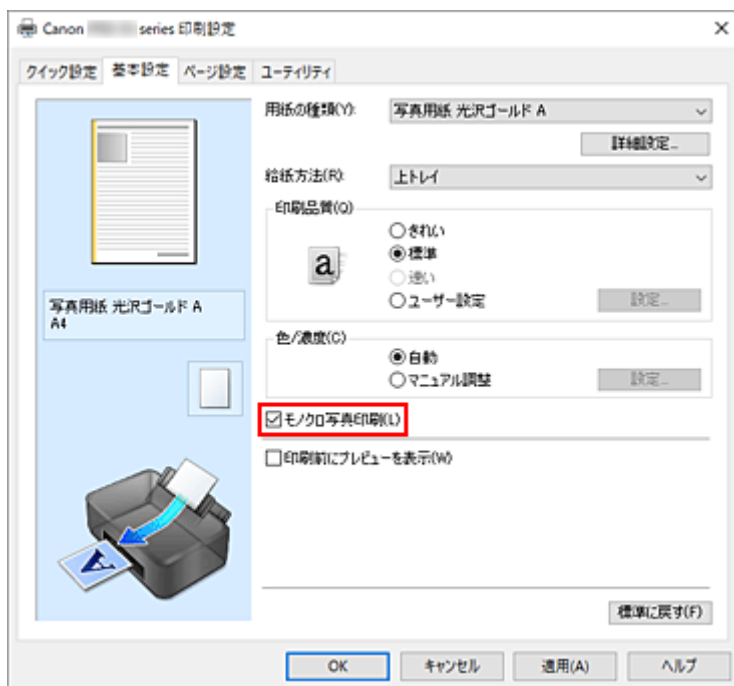 Canon series 印刷設定
クイック設定 基本設定 ページ設定 ユーティリティ
用紙の種類(Y): 写真用紙 光沢ゴールド A
詳細設定...
給紙方法(R): 上トレイ
印刷品質(Q)
きれい
a 標準
速い
ユーザー設定 設定...
写真用紙 光沢ゴールド A
A4
色/濃度(C)
自動
マニュアル調整 設定...
モノクロ写真印刷(L)
印刷前にプレビューを表示(W)
A
標準に戻す(F)
OK キャンセル 適用(A) ヘルプ